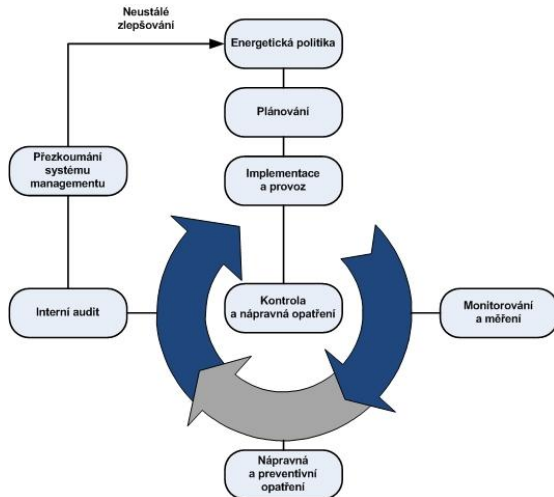 Neustálé
zlepšování
Energetická politika
Plánování
Přezkoumání
systému
managementu
Implementace
a provoz
Interní audit
Kontrola
a nápravná opatření
Monitorování
a měření
Nápravná
a preventivní
opatření